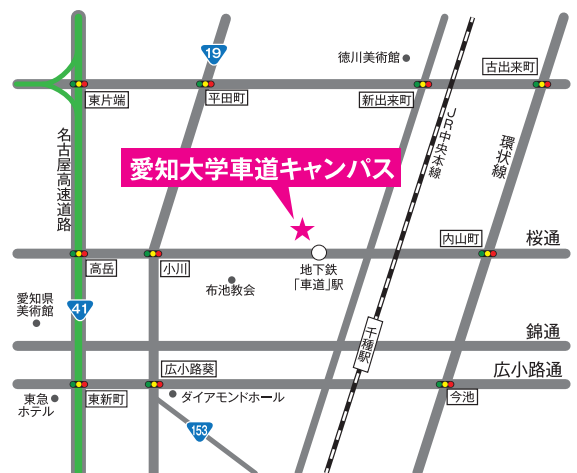 19
徳川美術館
古出来町
東片端
平田町
新出来町
名古屋高速道路
JR中央本線
環状線
愛知大学車道キャンパス
桜通
内山町
高岳
小川
地下鉄
「車道」駅
布池教会
愛知県
美術館
41
錦通
千種駅
広小路通
広小路葵
東急
ホテル
東新町
ダイアモンドホール
今池
153